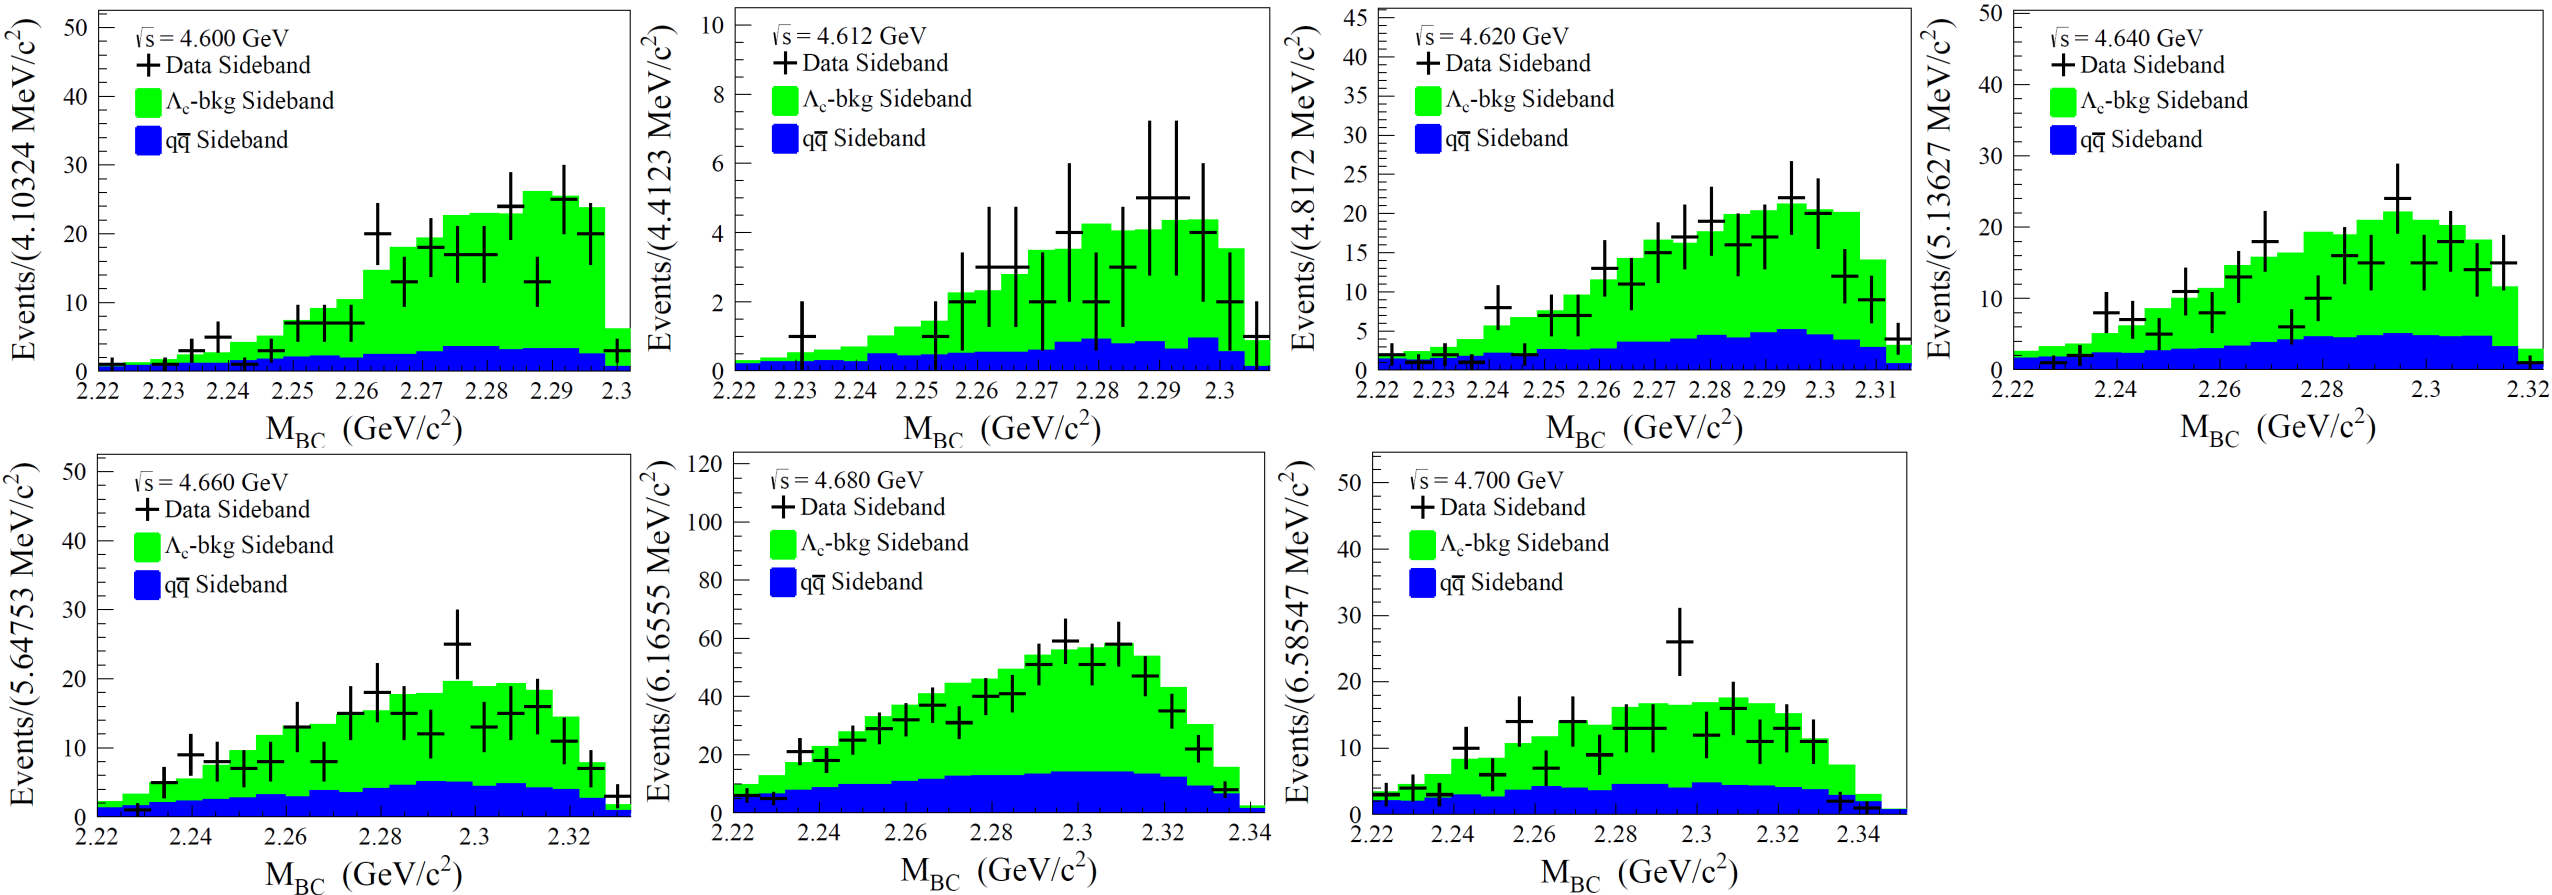 Events/(4.10324 MeV/c²)
50
40
30
20
10
0
√s = 4.600 GeV
Data Sideband
Λc-bkg Sideband
qq̅ Sideband
2.22 2.23 2.24 2.25 2.26 2.27 2.28 2.29 2.3
M_BC (GeV/c²)
Events/(4.4123 MeV/c²)
10
8
6
4
2
0
√s = 4.612 GeV
Data Sideband
Λc-bkg Sideband
qq̅ Sideband
2.22 2.23 2.24 2.25 2.26 2.27 2.28 2.29 2.3
M_BC (GeV/c²)
Events/(4.8172 MeV/c²)
45
40
35
30
25
20
15
10
5
0
√s = 4.620 GeV
Data Sideband
Λc-bkg Sideband
qq̅ Sideband
2.22 2.23 2.24 2.25 2.26 2.27 2.28 2.29 2.31
M_BC (GeV/c²)
Events/(5.13627 MeV/c²)
50
40
30
20
10
0
√s = 4.640 GeV
Data Sideband
Λc-bkg Sideband
qq̅ Sideband
2.22 2.24 2.26 2.28 2.3 2.32
M_BC (GeV/c²)
Events/(5.64753 MeV/c²)
50
40
30
20
10
0
√s = 4.660 GeV
Data Sideband
Λc-bkg Sideband
qq̅ Sideband
2.22 2.24 2.26 2.28 2.3 2.32
M_BC (GeV/c²)
Events/(6.16555 MeV/c²)
120
100
80
60
40
20
0
√s = 4.680 GeV
Data Sideband
Λc-bkg Sideband
qq̅ Sideband
2.22 2.24 2.26 2.28 2.3 2.32 2.34
M_BC (GeV/c²)
Events/(6.58547 MeV/c²)
50
40
30
20
10
0
√s = 4.700 GeV
Data Sideband
Λc-bkg Sideband
qq̅ Sideband
2.22 2.24 2.26 2.28 2.3 2.32 2.34
M_BC (GeV/c²)